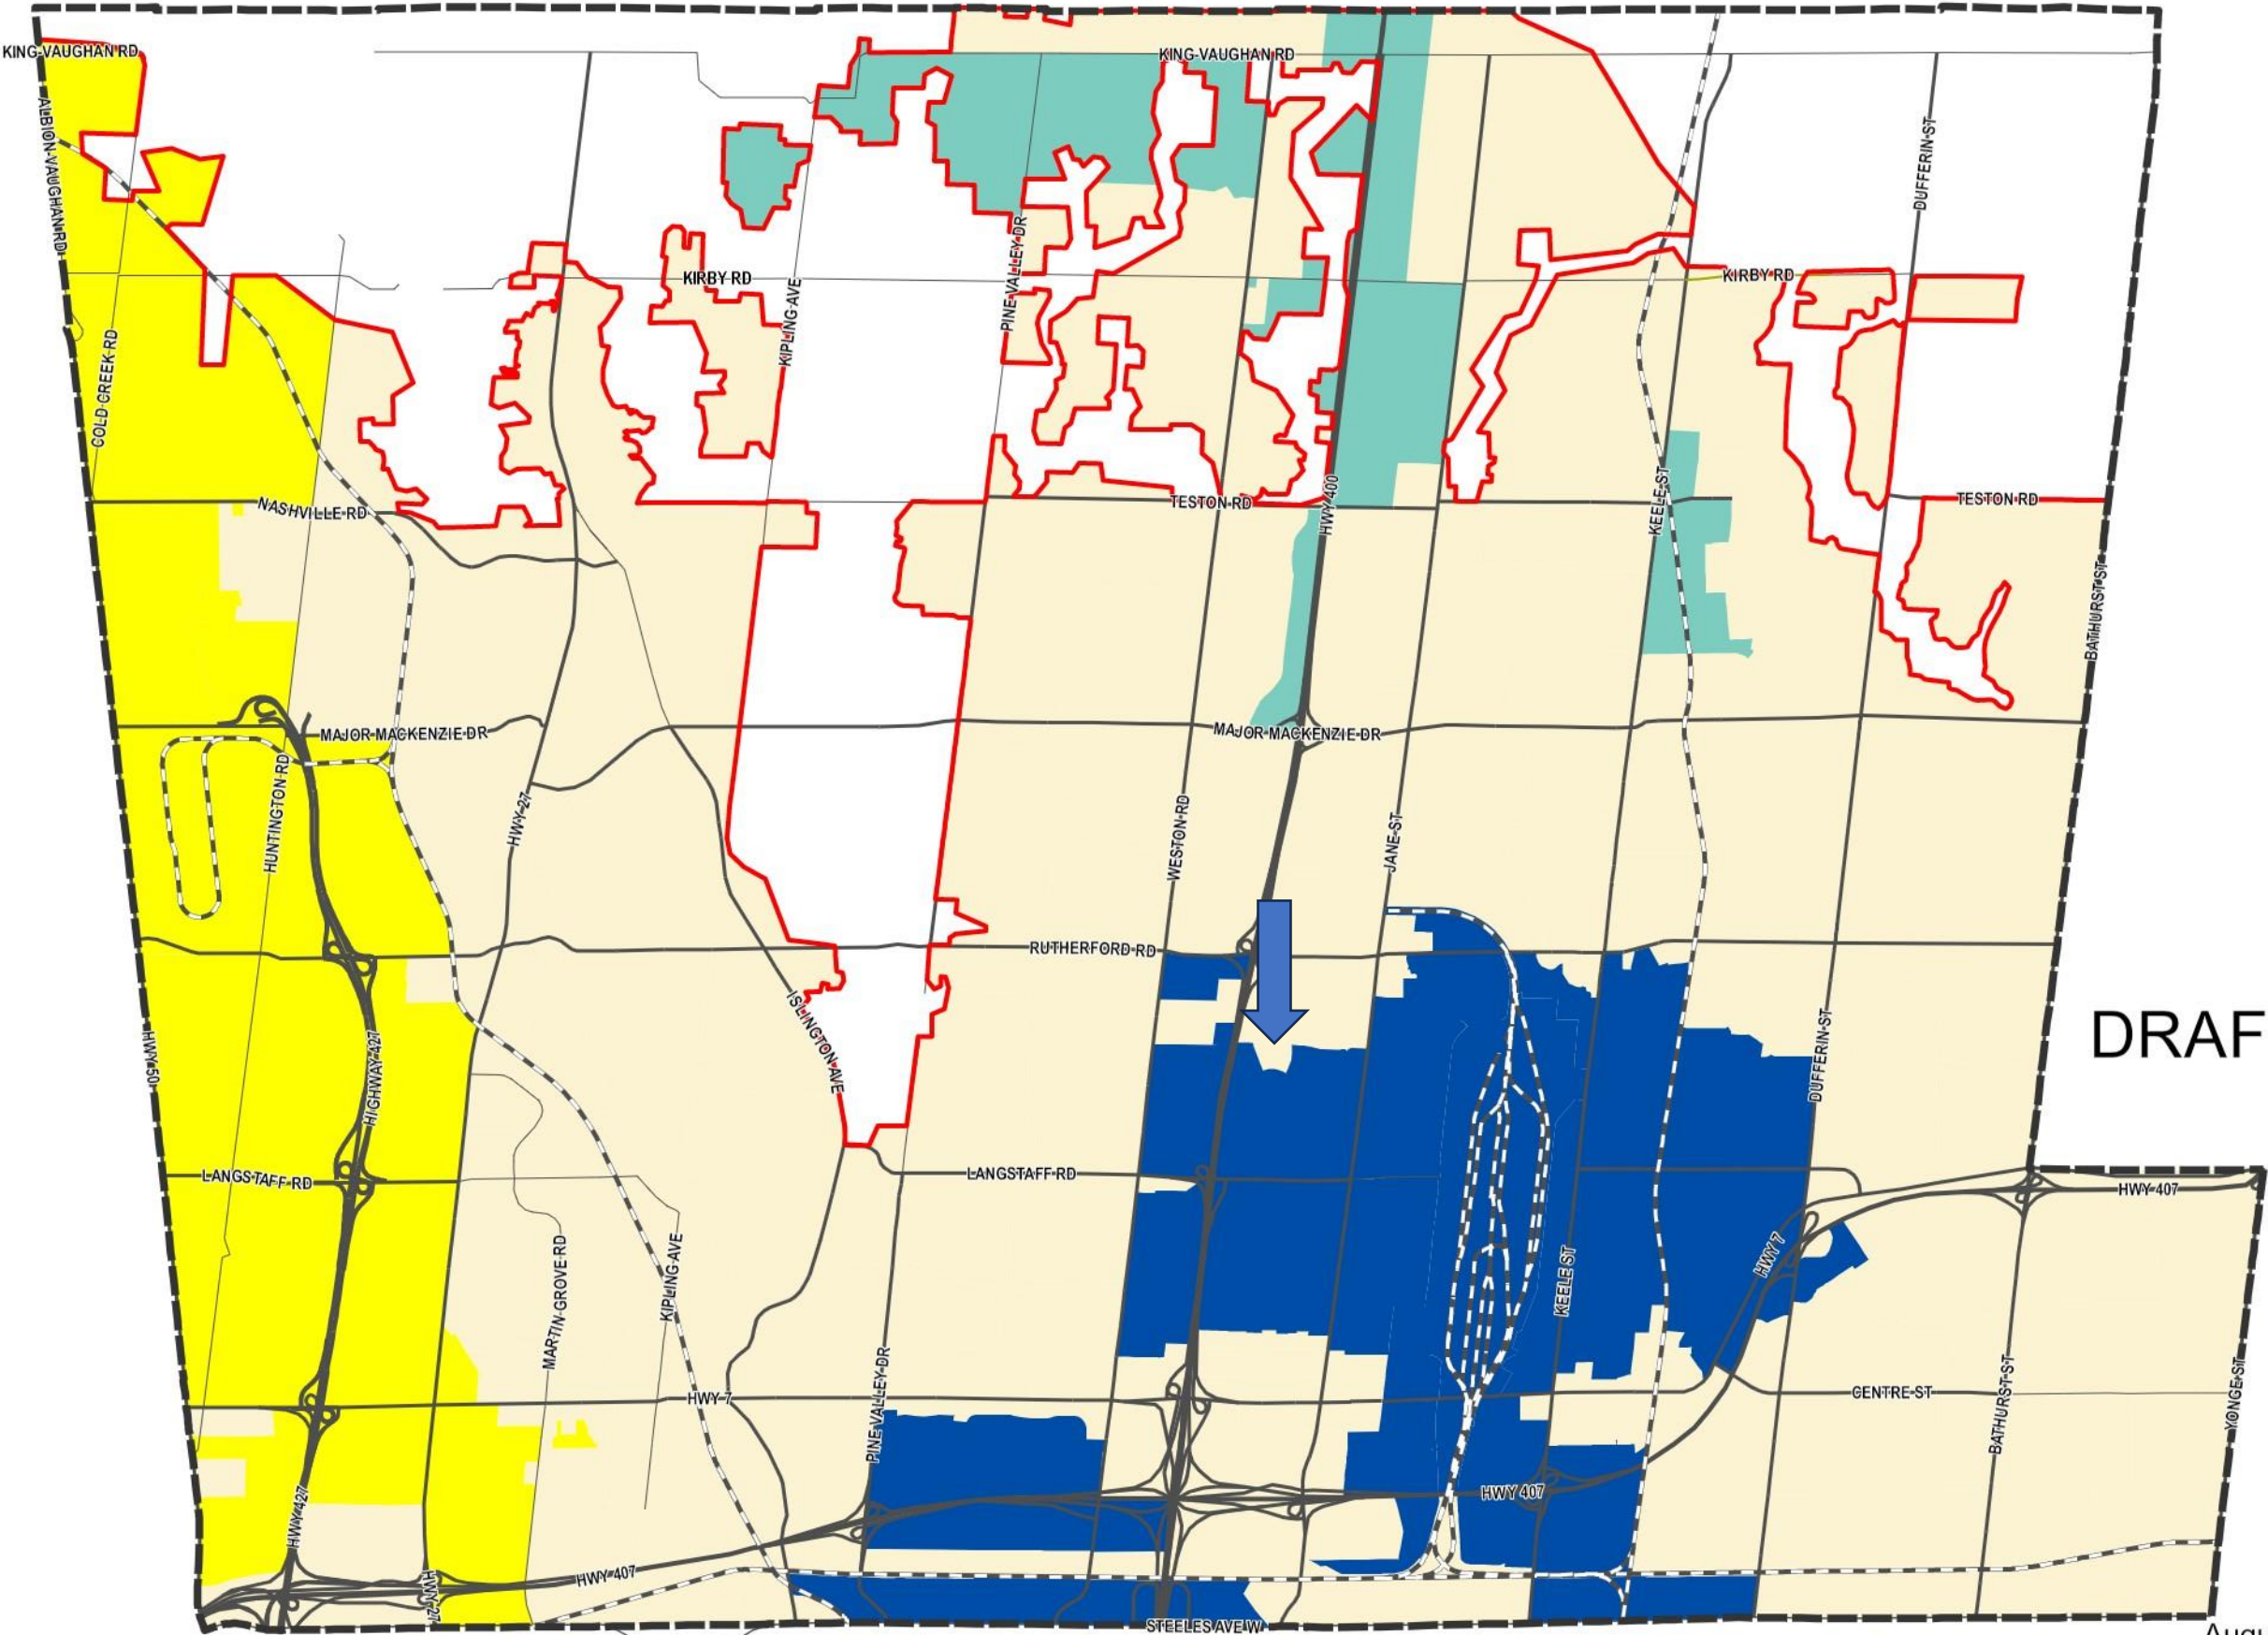 KING-VAUGHAN RD
KING-VAUGHAN RD
ALBION-VAUGHAN RD
DUFFERIN ST
PINE VALLEY DR
KIRBY RD
KIPLING AVE
KIRBY RD
COLD CREEK RD
NASHVILLE RD
TESTON RD
HWY 400
KEELE ST
TESTON RD
BATHURST ST
MAJOR MACKENZIE DR
MAJOR MACKENZIE DR
HUNTINGTON RD
HWY 27
WESTON RD
JANE ST
RUTHERFORD RD
ISLINGTON AVE
HWY 50
HIGHWAY 427
DUFFERIN ST
DRAF
LANGSTAFF RD
LANGSTAFF RD
HWY 407
MARTIN GROVE RD
KIPLING AVE
KEELE ST
HWY 7
HWY 7
PINE VALLEY DR
CENTRE ST
BATHURST ST
YONGE ST
HWY 427
HWY 407
HWY 407
HWY 27
STEELES AVE W
Augu